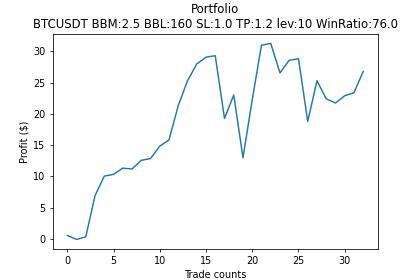 Portfolio
BTCUSDT BBM:2.5 BBL:160 SL:1.0 TP:1.2 lev:10 WinRatio:76.0
30
25
20
15
10
5
0
Profit ($)
0 5 10 15 20 25 30
Trade counts